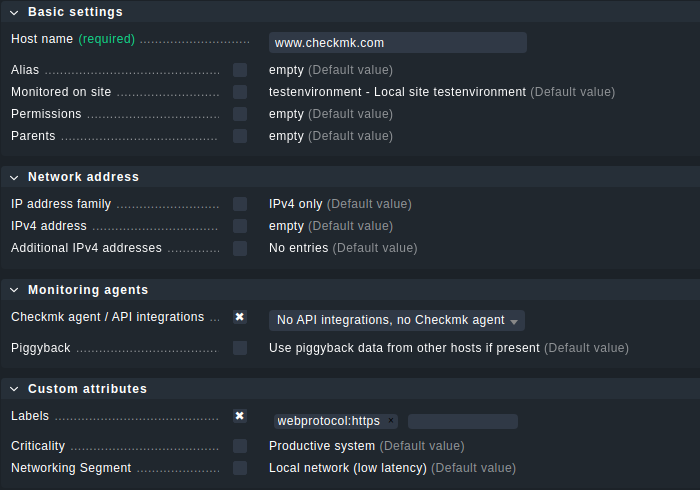 Basic settings
Host name (required) www.checkmk.com
Alias empty (Default value)
Monitored on site testenvironment - Local site testenvironment (Default value)
Permissions empty (Default value)
Parents empty (Default value)
Network address
IP address family IPv4 only (Default value)
IPv4 address empty (Default value)
Additional IPv4 addresses No entries (Default value)
Monitoring agents
Checkmk agent / API integrations No API integrations, no Checkmk agent
Piggyback Use piggyback data from other hosts if present (Default value)
Custom attributes
Labels webprotocol:https ×
Criticality Productive system (Default value)
Networking Segment Local network (low latency) (Default value)